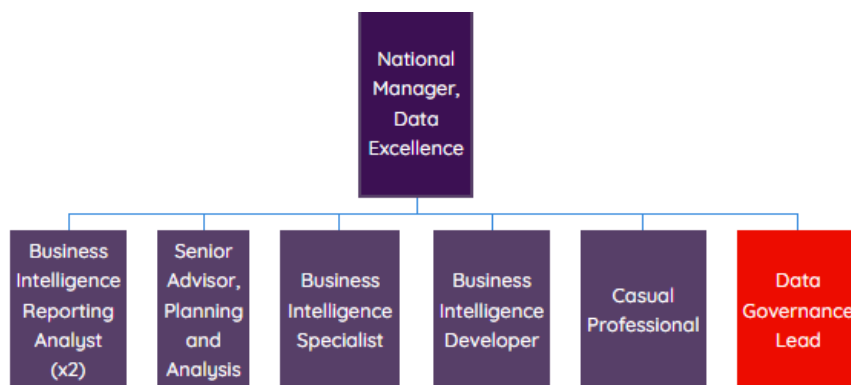 National
Manager,
Data
Excellence
Business
Intelligence
Reporting
Analyst
(x2)
Senior
Advisor,
Planning
and
Analysis
Business
Intelligence
Specialist
Business
Intelligence
Developer
Casual
Professional
Data
Governance
Lead